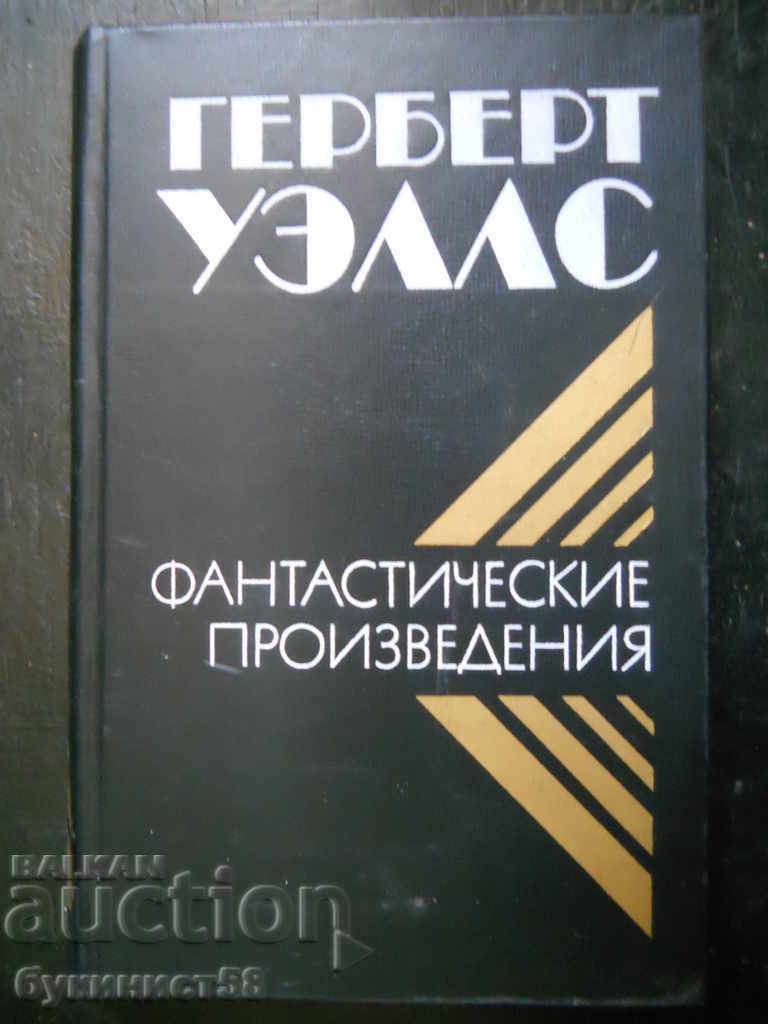 ГЕРБЕРТ
УЭЛЛС
ФАНТАСТИЧЕСКИЕ
ПРОИЗВЕДЕНИЯ
BALKAN
auction
букинист58